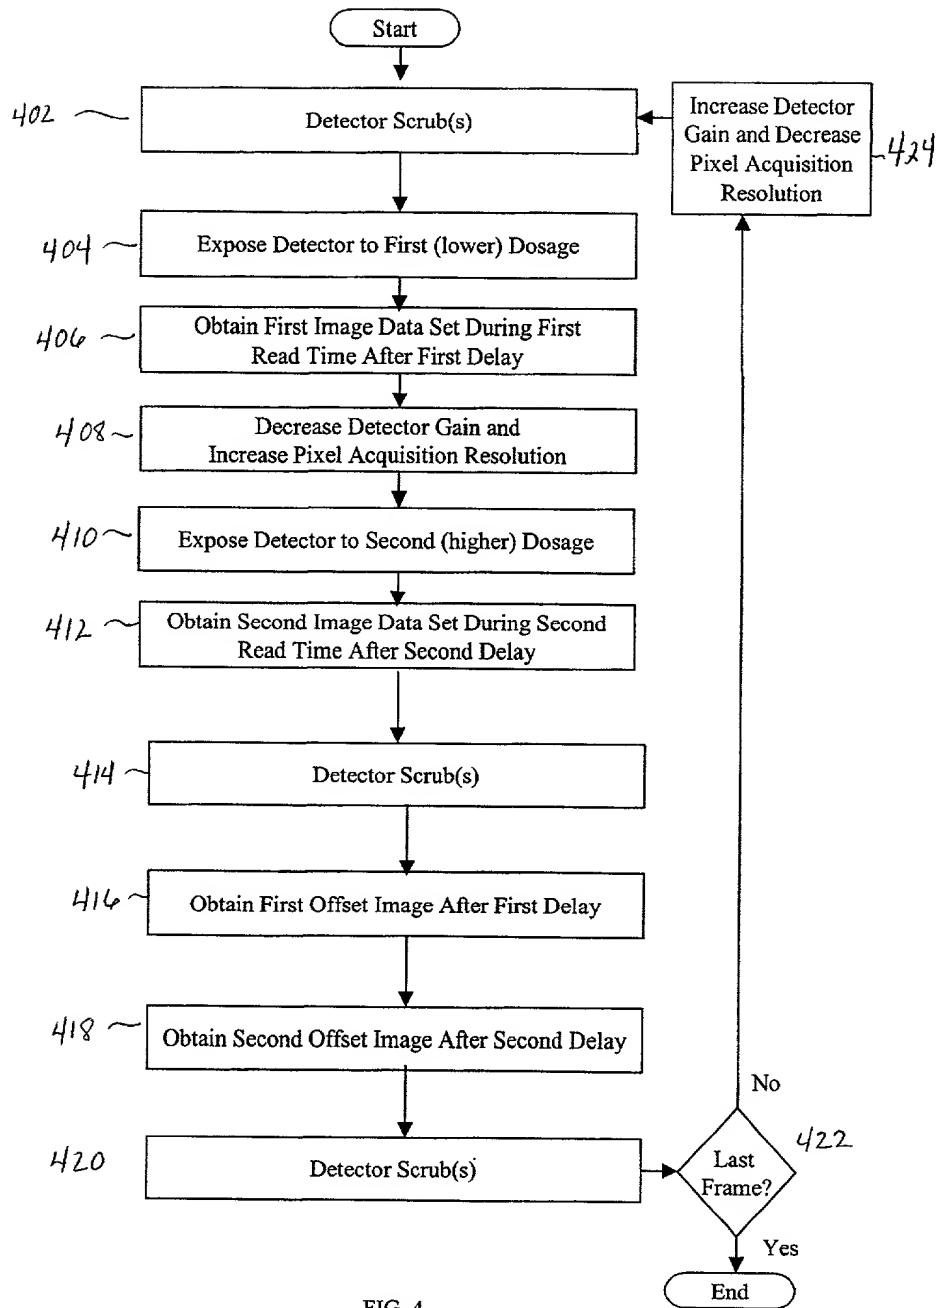 Start
402
Detector Scrub(s)
Increase Detector
Gain and Decrease
Pixel Acquisition
Resolution
424
404
Expose Detector to First (lower) Dosage
406
Obtain First Image Data Set During First
Read Time After First Delay
408
Decrease Detector Gain and
Increase Pixel Acquisition Resolution
410
Expose Detector to Second (higher) Dosage
412
Obtain Second Image Data Set During Second
Read Time After Second Delay
414
Detector Scrub(s)
416
Obtain First Offset Image After First Delay
418
Obtain Second Offset Image After Second Delay
No
420
Detector Scrub(s)
Last
Frame?
422
Yes
End
FIG. 4